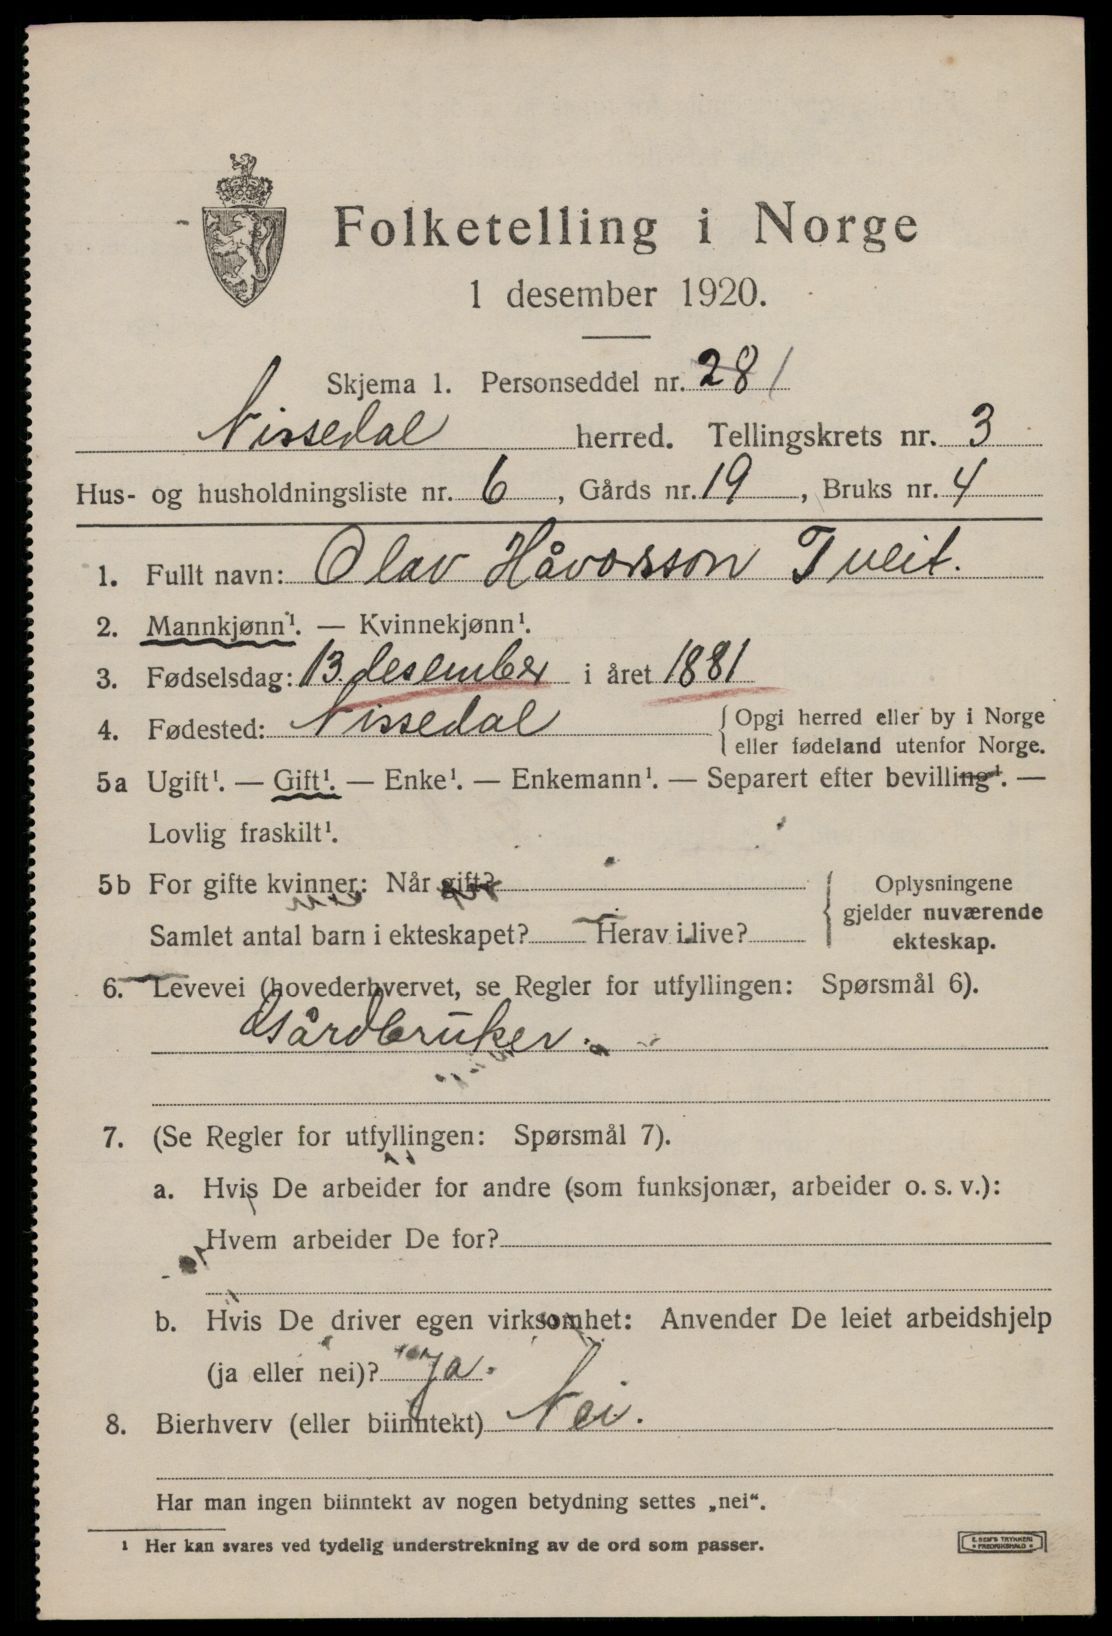 Folketelling i Norge
1 desember 1920.
Skjema 1. Personseddel nr. 28 1
Nissedal herred. Tellingskrets nr. 3
Hus- og husholdningsliste nr. 6, Gårds nr. 19, Bruks nr. 4
1. Fullt navn: Olav Håvorsson Tveit.
2. Mannkjønn¹. — Kvinnekjønn¹.
3. Fødselsdag: 13. desember i året 1881
4. Fødested: Nissedal { Opgi herred eller by i Norge
eller fødeland utenfor Norge.
5a Ugift¹. — Gift¹. — Enke¹. — Enkemann¹. — Separert efter bevilling¹. —
Lovlig fraskilt¹.
5b For gifte kvinner: Når gift?
Samlet antal barn i ekteskapet? Herav i live?
Oplysningene
gjelder nuværende
ekteskap.
6. Levevei (hovederhvervet, se Regler for utfyllingen: Spørsmål 6).
Gårdbruker.
7. (Se Regler for utfyllingen: Spørsmål 7).
a. Hvis De arbeider for andre (som funksjonær, arbeider o. s. v.):
Hvem arbeider De for?
b. Hvis De driver egen virksomhet: Anvender De leiet arbeidshjelp
(ja eller nei)? Ja.
8. Bierhverv (eller biinntekt) Nei.
Har man ingen biinntekt av nogen betydning settes „nei“.
¹ Her kan svares ved tydelig understrekning av de ord som passer.
E. SEM'S TRYKKERI
FREDRIKSHALD